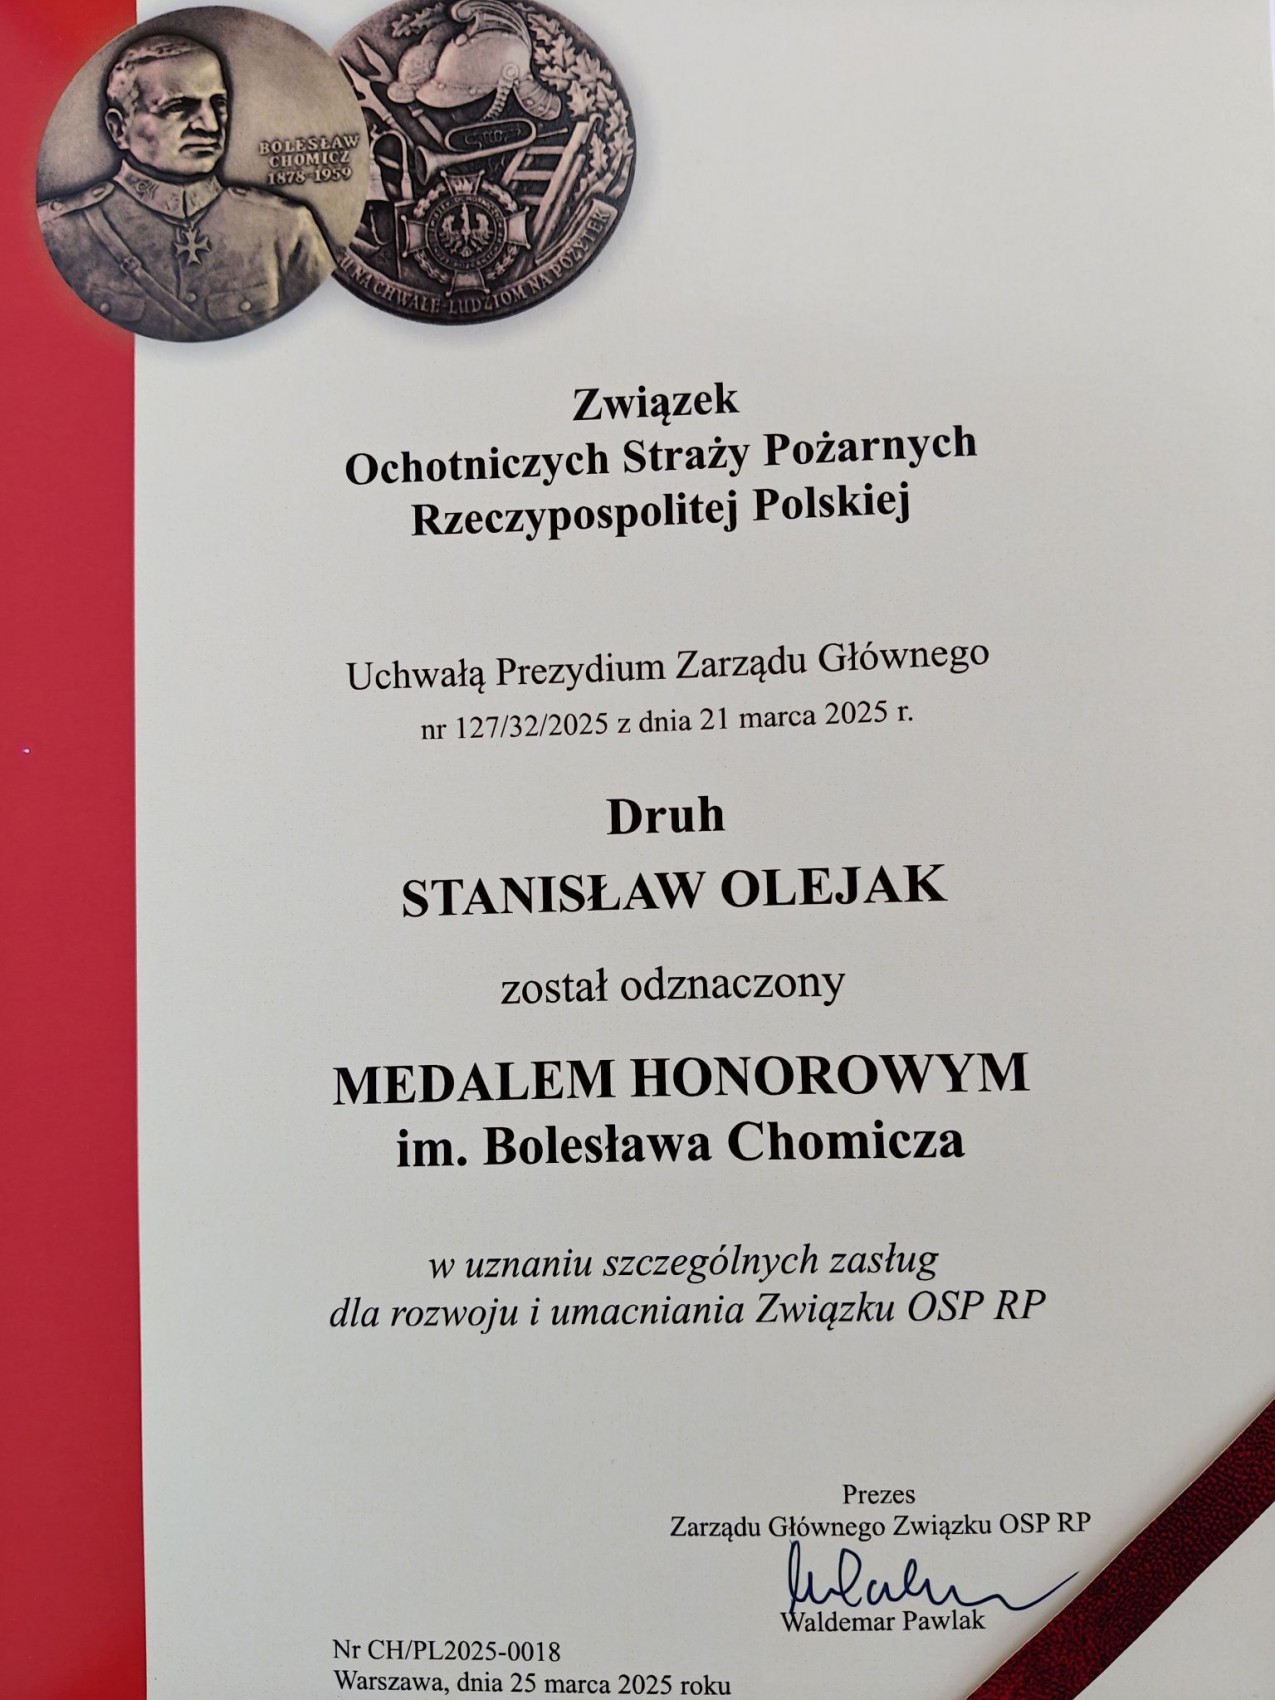 BOLESŁAW
CHOMICZ
1878-1959
U NA CHWAŁĘ-LUDZIOM NA POŻYTEK
Związek
Ochotniczych Straży Pożarnych
Rzeczypospolitej Polskiej
Uchwałą Prezydium Zarządu Głównego
nr 127/32/2025 z dnia 21 marca 2025 r.
Druh
STANISŁAW OLEJAK
został odznaczony
MEDALEM HONOROWYM
im. Bolesława Chomicza
w uznaniu szczególnych zasług
dla rozwoju i umacniania Związku OSP RP
Prezes
Zarządu Głównego Związku OSP RP
Waldemar Pawlak
Nr CH/PL2025-0018
Warszawa, dnia 25 marca 2025 roku